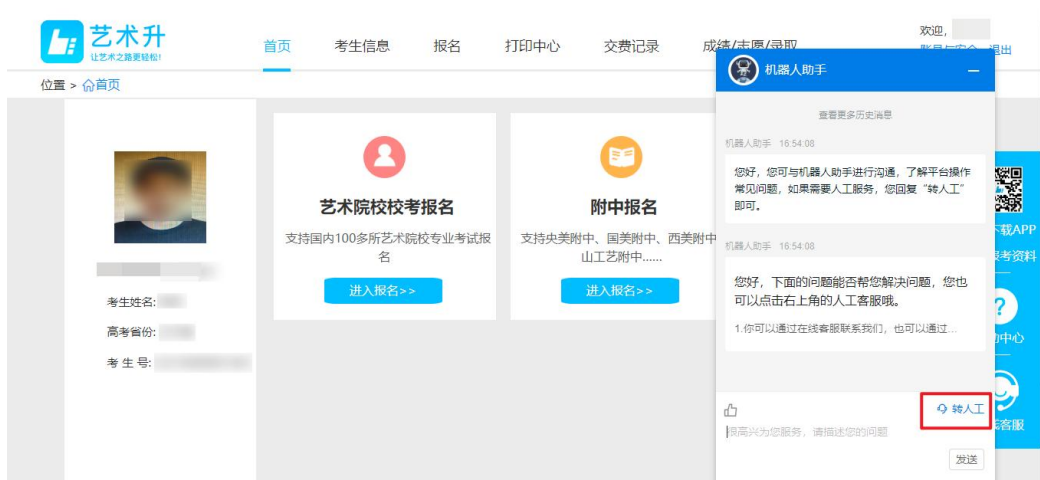 艺术升
让艺术之路更轻松!
首页
考生信息
报名
打印中心
交费记录
成绩/志愿/录取
欢迎,
账号与安全 退出
位置 > 首页
考生姓名:
高考省份:
考 生 号:
艺术院校校考报名
支持国内100多所艺术院校专业考试报
名
进入报名>>
附中报名
支持央美附中、国美附中、西美附中
山工艺附中......
进入报名>>
机器人助手
查看更多历史消息
机器人助手 16:54:08
您好，您可与机器人助手进行沟通，了解平台操作
常见问题，如果需要人工服务，您回复“转人工”
即可。
机器人助手 16:54:08
您好，下面的问题能否帮您解决问题，您也
可以点击右上角的人工客服哦。
1.你可以通过在线客服联系我们，也可以通过...
转人工
很高兴为您服务，请描述您的问题
发送
下载APP
报考资料
?
助中心
客服